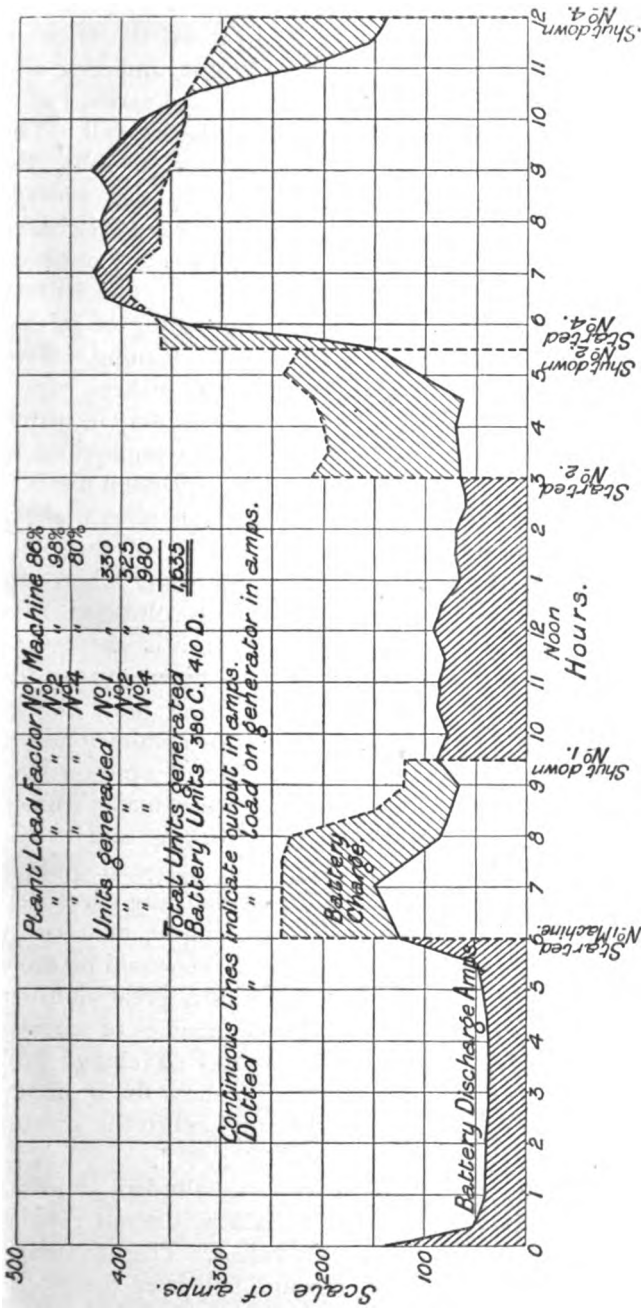 Plant Load Factor No 1 Machine 86%
" " " No 2 " 98%
" " " No 4 " 80%
Units generated No 1 " 330
" " No 2 " 325
" " No 4 " 980
Total Units generated 1,635
Battery Units 380 C. 410 D.
Continuous lines indicate output in amps.
Dotted " " load on generator in amps.
Scale of amps.
500
400
300
200
100
Battery Discharge Amps.
Battery
Charge.
0 1 2 3 4 5 6 7 8 9 10 11 12 1 2 3 4 5 6 7 8 9 10 11 12
Started
No 1 Machine.
Shut down
No 1.
Noon
Hours.
Started
No 2.
Shutdown
No 2.
Started
No 4.
Shutdown.
No 4.